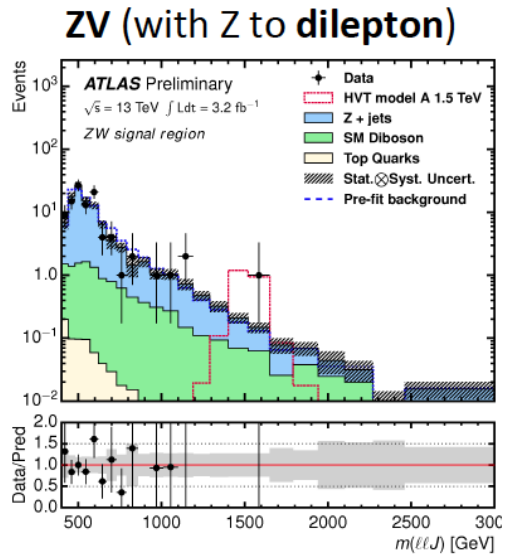 ZV (with Z to dilepton)
Events
10³
10²
10
1.0
10⁻¹
10⁻²
ATLAS Preliminary
√s = 13 TeV ∫ Ldt = 3.2 fb⁻¹
ZW signal region
Data
HVT model A 1.5 TeV
Z + jets
SM Diboson
Top Quarks
Stat.⊗Syst. Uncert.
Pre-fit background
Data/Pred
2.0
1.5
1.0
0.5
0.0
500 1000 1500 2000 2500 300
m(ℓℓJ) [GeV]